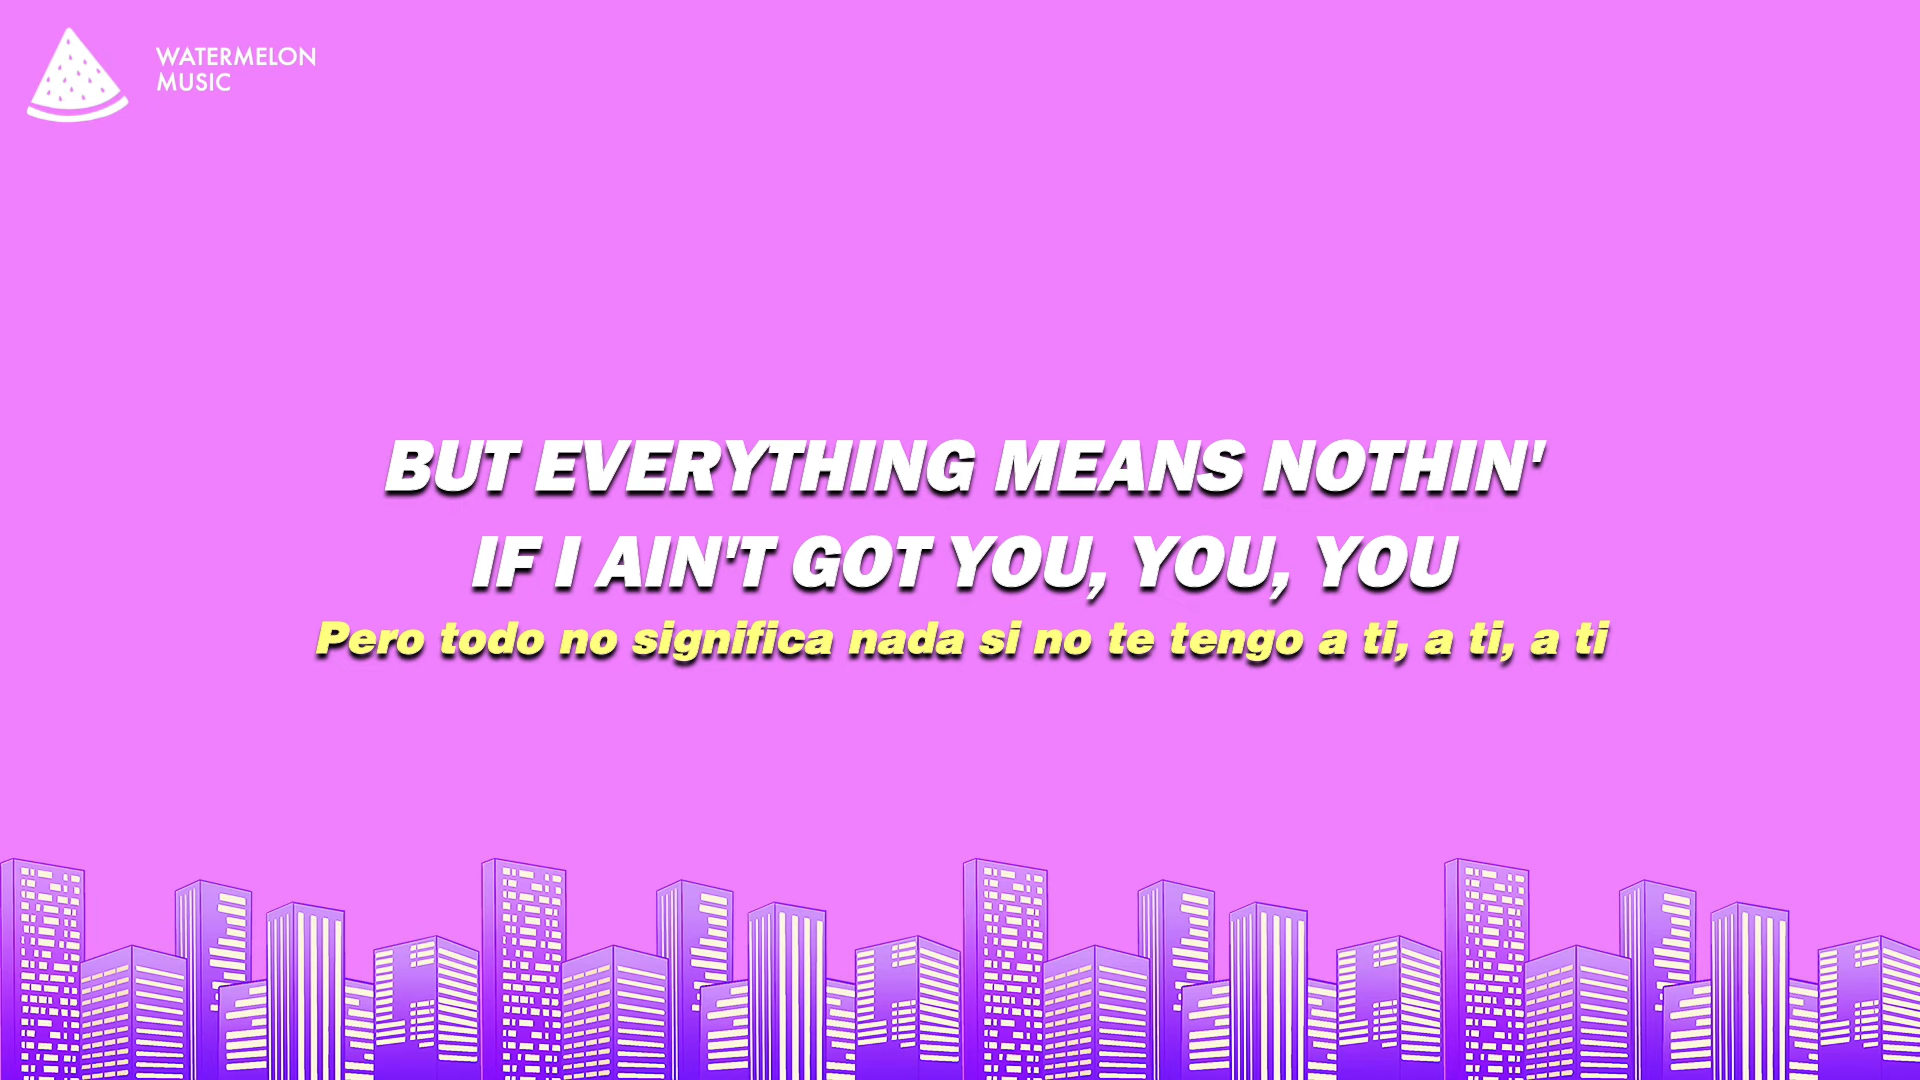 WATERMELON
MUSIC
BUT EVERYTHING MEANS NOTHIN'
IF I AIN'T GOT YOU, YOU, YOU
Pero todo no significa nada si no te tengo a ti, a ti, a ti